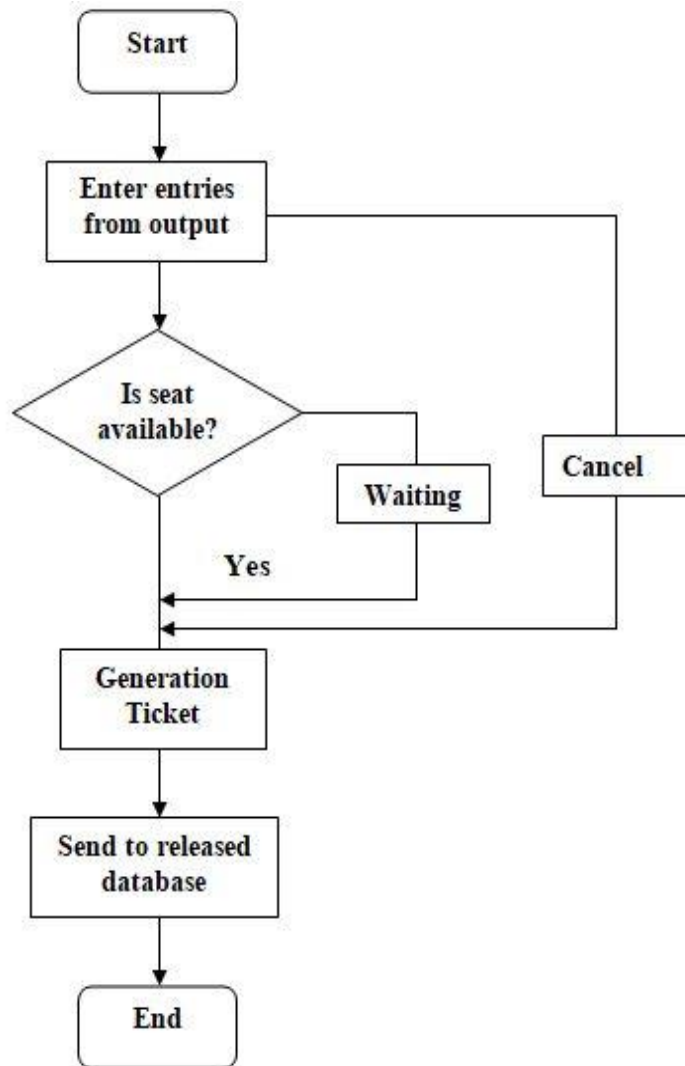 Start
Enter entries
from output
Is seat
available?
Waiting
Cancel
Yes
Generation
Ticket
Send to released
database
End